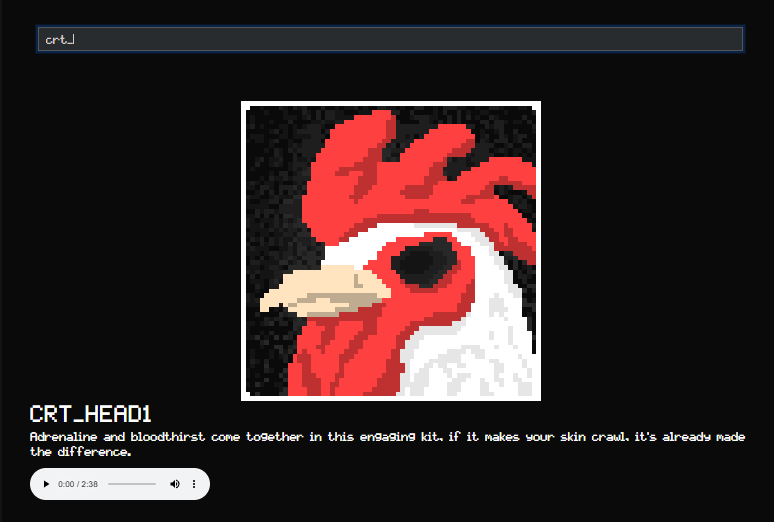 crt_
CRT_HEAD1
Adrenaline and bloodthirst come together in this engaging kit. if it makes your skin crawl, it's already made
the difference.
0:00 / 2:38